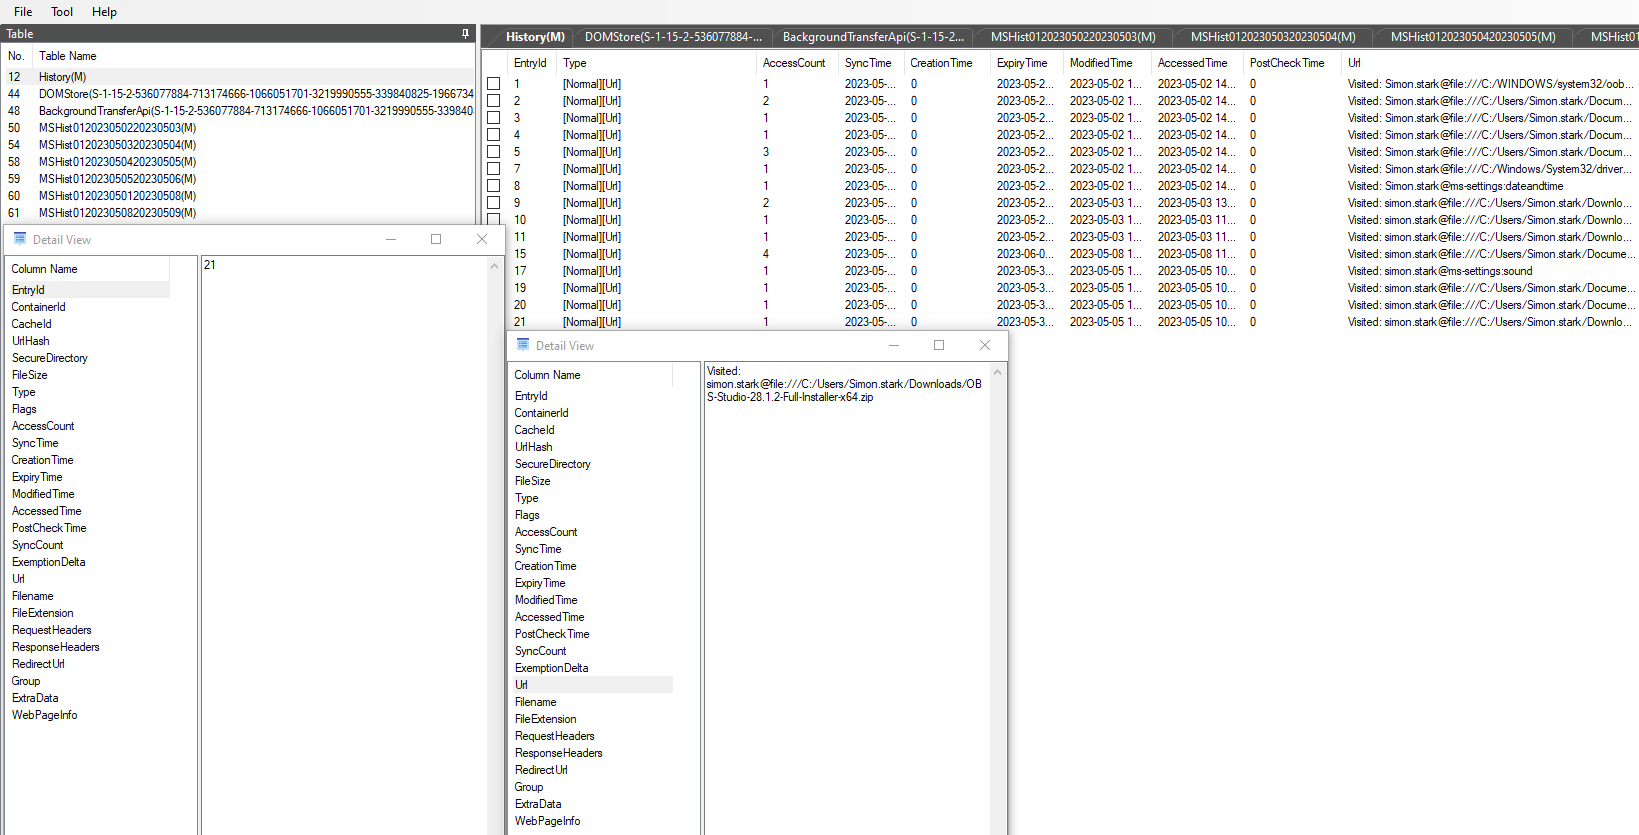 File Tool Help
Table
No. Table Name
12 History(M)
44 DOMStore(S-1-15-2-536077884-713174666-1066051701-3219990555-339840825-1966734
48 BackgroundTransferApi(S-1-15-2-536077884-713174666-1066051701-3219990555-339840
50 MSHist012023050220230503(M)
54 MSHist012023050320230504(M)
58 MSHist012023050420230505(M)
59 MSHist012023050520230506(M)
60 MSHist012023050120230508(M)
61 MSHist012023050820230509(M)
History(M) DOMStore(S-1-15-2-536077884-... BackgroundTransferApi(S-1-15-2... MSHist012023050220230503(M) MSHist012023050320230504(M) MSHist012023050420230505(M) MSHist01
EntryId Type AccessCount SyncTime CreationTime ExpiryTime ModifiedTime AccessedTime PostCheckTime Url
1 [Normal][Url] 1 2023-05-... 0 2023-05-2... 2023-05-02 1... 2023-05-02 14... 0 Visited: Simon.stark@file:///C:/WINDOWS/system32/oob...
2 [Normal][Url] 2 2023-05-... 0 2023-05-2... 2023-05-02 1... 2023-05-02 14... 0 Visited: Simon.stark@file:///C:/Users/Simon.stark/Docum...
3 [Normal][Url] 1 2023-05-... 0 2023-05-2... 2023-05-02 1... 2023-05-02 14... 0 Visited: Simon.stark@file:///C:/Users/Simon.stark/Docum...
4 [Normal][Url] 1 2023-05-... 0 2023-05-2... 2023-05-02 1... 2023-05-02 14... 0 Visited: Simon.stark@file:///C:/Users/Simon.stark/Docum...
5 [Normal][Url] 3 2023-05-... 0 2023-05-2... 2023-05-02 1... 2023-05-02 14... 0 Visited: Simon.stark@file:///C:/Users/Simon.stark/Docum...
7 [Normal][Url] 1 2023-05-... 0 2023-05-2... 2023-05-02 1... 2023-05-02 14... 0 Visited: Simon.stark@file:///C:/Windows/System32/driver...
8 [Normal][Url] 1 2023-05-... 0 2023-05-2... 2023-05-02 1... 2023-05-02 14... 0 Visited: Simon.stark@ms-settings:dateandtime
9 [Normal][Url] 2 2023-05-... 0 2023-05-2... 2023-05-03 1... 2023-05-03 13... 0 Visited: simon.stark@file:///C:/Users/Simon.stark/Downlo...
10 [Normal][Url] 1 2023-05-... 0 2023-05-2... 2023-05-03 1... 2023-05-03 11... 0 Visited: simon.stark@file:///C:/Users/Simon.stark/Downlo...
11 [Normal][Url] 1 2023-05-... 0 2023-05-2... 2023-05-03 1... 2023-05-03 11... 0 Visited: simon.stark@file:///C:/Users/Simon.stark/Downlo...
15 [Normal][Url] 4 2023-05-... 0 2023-06-0... 2023-05-08 1... 2023-05-08 11... 0 Visited: simon.stark@file:///C:/Users/Simon.stark/Docume...
17 [Normal][Url] 1 2023-05-... 0 2023-05-3... 2023-05-05 1... 2023-05-05 10... 0 Visited: simon.stark@ms-settings:sound
19 [Normal][Url] 1 2023-05-... 0 2023-05-3... 2023-05-05 1... 2023-05-05 10... 0 Visited: simon.stark@file:///C:/Users/Simon.stark/Docume...
20 [Normal][Url] 1 2023-05-... 0 2023-05-3... 2023-05-05 1... 2023-05-05 10... 0 Visited: simon.stark@file:///C:/Users/Simon.stark/Docume...
21 [Normal][Url] 1 2023-05-... 0 2023-05-3... 2023-05-05 1... 2023-05-05 10... 0 Visited: simon.stark@file:///C:/Users/Simon.stark/Downlo...
Detail View
Column Name
EntryId
ContainerId
CacheId
UrlHash
SecureDirectory
FileSize
Type
Flags
AccessCount
SyncTime
CreationTime
ExpiryTime
ModifiedTime
AccessedTime
PostCheckTime
SyncCount
ExemptionDelta
Url
Filename
FileExtension
RequestHeaders
ResponseHeaders
RedirectUrl
Group
ExtraData
WebPageInfo
21
Detail View
Column Name
EntryId
ContainerId
CacheId
UrlHash
SecureDirectory
FileSize
Type
Flags
AccessCount
SyncTime
CreationTime
ExpiryTime
ModifiedTime
AccessedTime
PostCheckTime
SyncCount
ExemptionDelta
Url
Filename
FileExtension
RequestHeaders
ResponseHeaders
RedirectUrl
Group
ExtraData
WebPageInfo
Visited:
simon.stark@file:///C:/Users/Simon.stark/Downloads/OB
S-Studio-28.1.2-Full-Installer-x64.zip